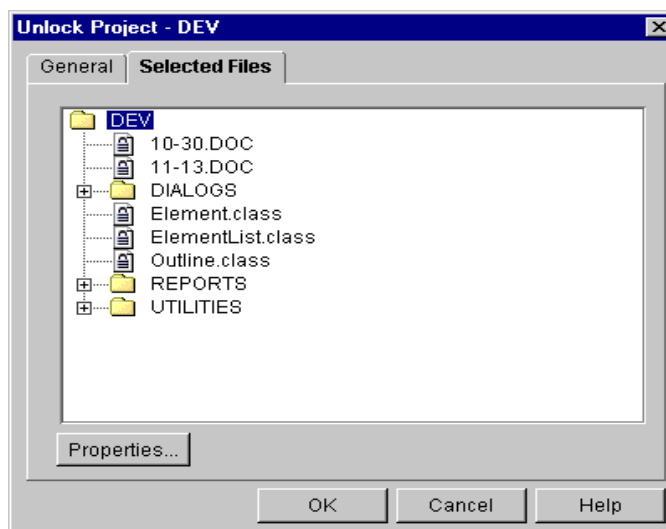 Unlock Project - DEV
General
Selected Files
DEV
10-30.DOC
11-13.DOC
DIALOGS
Element.class
ElementList.class
Outline.class
REPORTS
UTILITIES
Properties...
OK
Cancel
Help